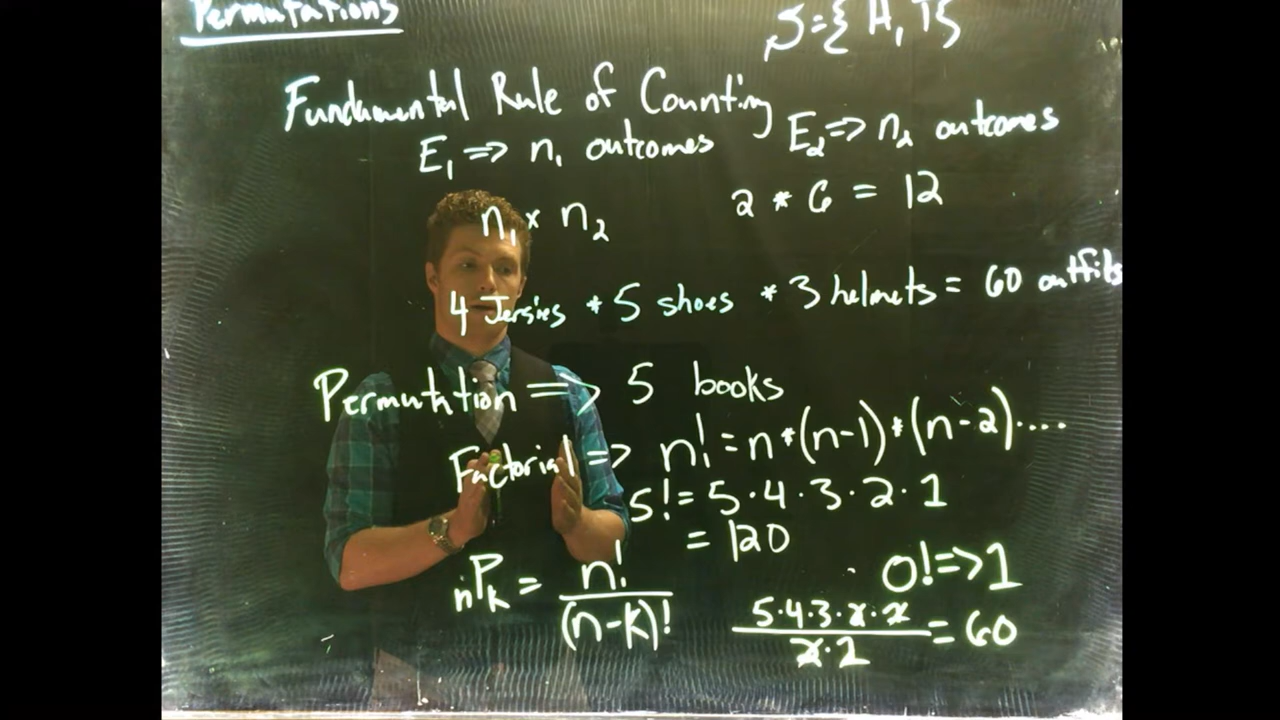 Permutations
S={H,T}
Fundamental Rule of Counting
E₁ => n₁ outcomes E₂ => n₂ outcomes
n₁ x n₂ 2 * 6 = 12
4 Jersies * 5 shoes * 3 helmets = 60 outfits
Permutation => 5 books
Factorial => n! = n*(n-1)*(n-2)....
5! = 5·4·3·2·1
= 120
0! => 1
nPk = n!/(n-k)!
5·4·3·2·1/2·1 = 60